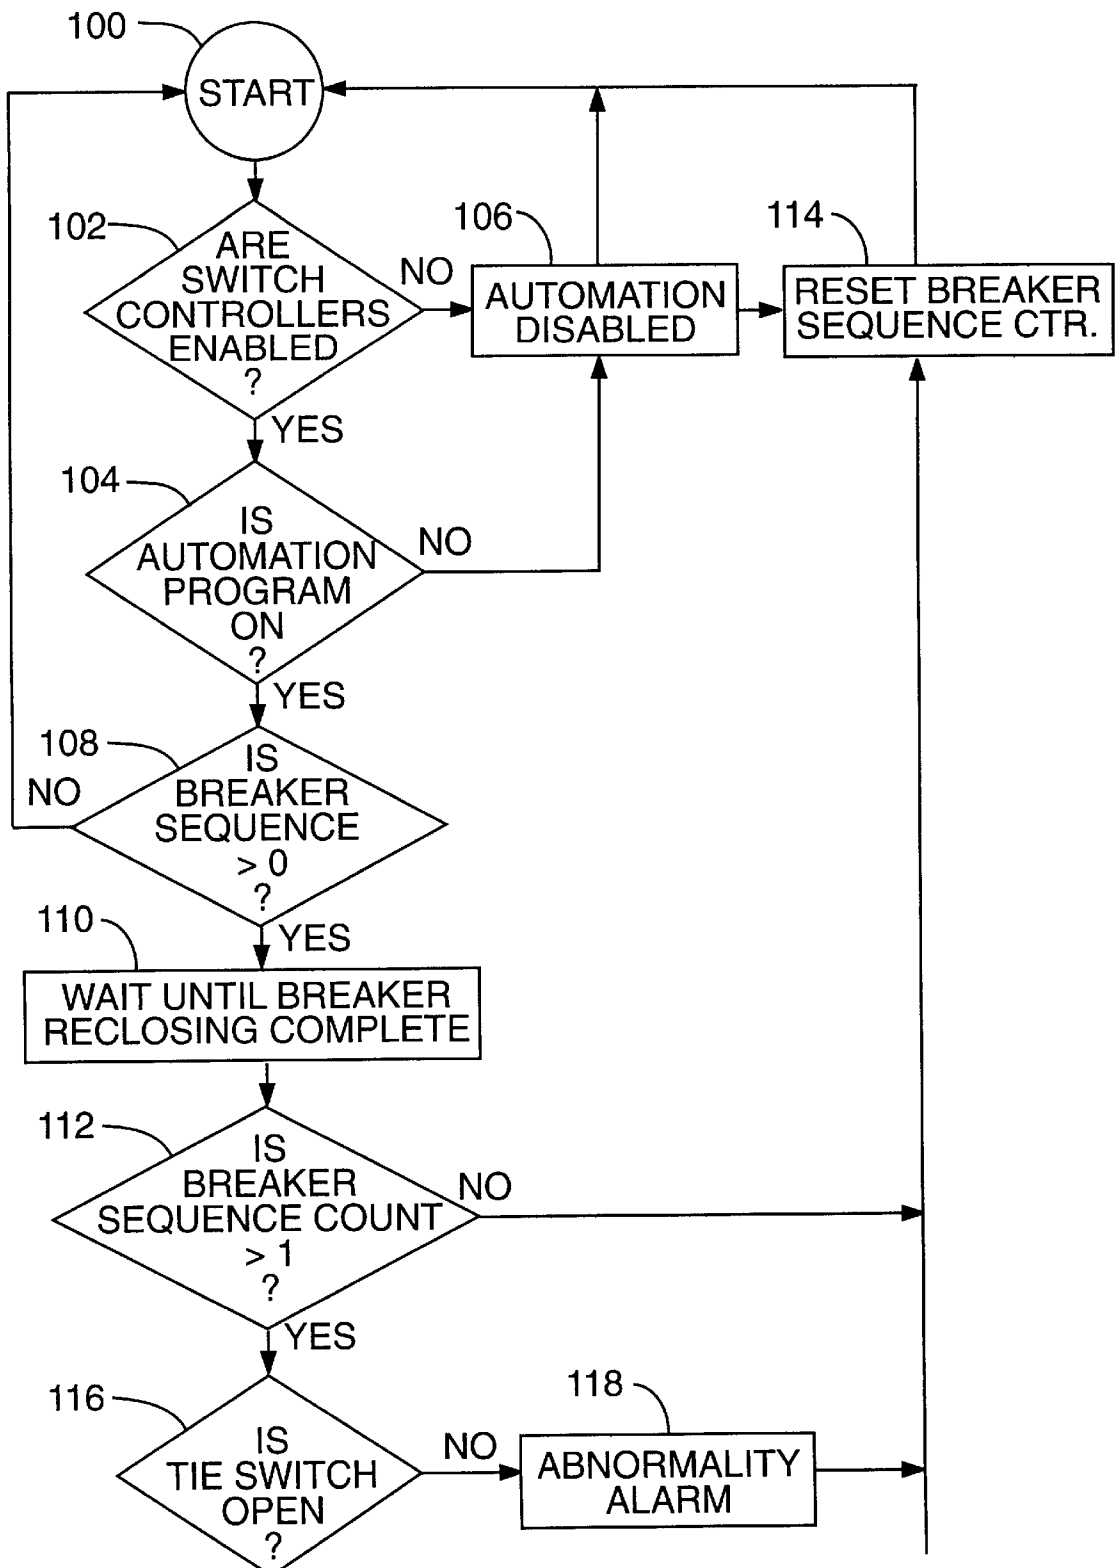 100
START
102
ARE
SWITCH
CONTROLLERS
ENABLED
?
NO
106
AUTOMATION
DISABLED
114
RESET BREAKER
SEQUENCE CTR.
YES
104
IS
AUTOMATION
PROGRAM
ON
?
NO
YES
108
NO
IS
BREAKER
SEQUENCE
> 0
?
YES
110
WAIT UNTIL BREAKER
RECLOSING COMPLETE
112
IS
BREAKER
SEQUENCE COUNT
> 1
?
NO
YES
116
IS
TIE SWITCH
OPEN
?
NO
118
ABNORMALITY
ALARM